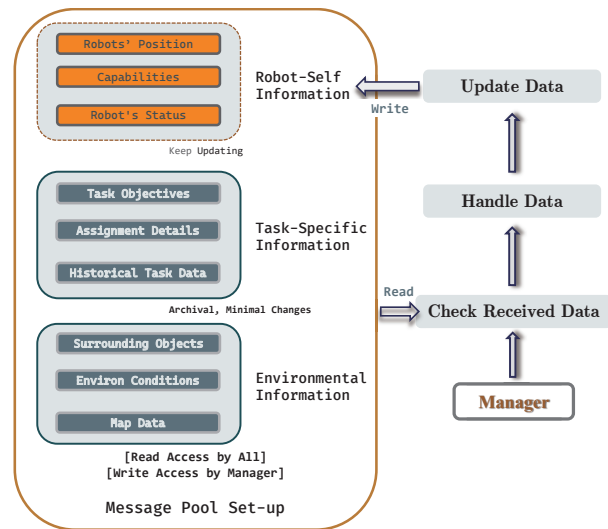 Robots' Position
Capabilities
Robot's Status
Robot-Self
Information
Keep Updating
Task Objectives
Assignment Details
Historical Task Data
Task-Specific
Information
Archival, Minimal Changes
Surrounding Objects
Environ Conditions
Map Data
Environmental
Information
[Read Access by All]
[Write Access by Manager]
Message Pool Set-up
Update Data
Write
Handle Data
Read
Check Received Data
Manager